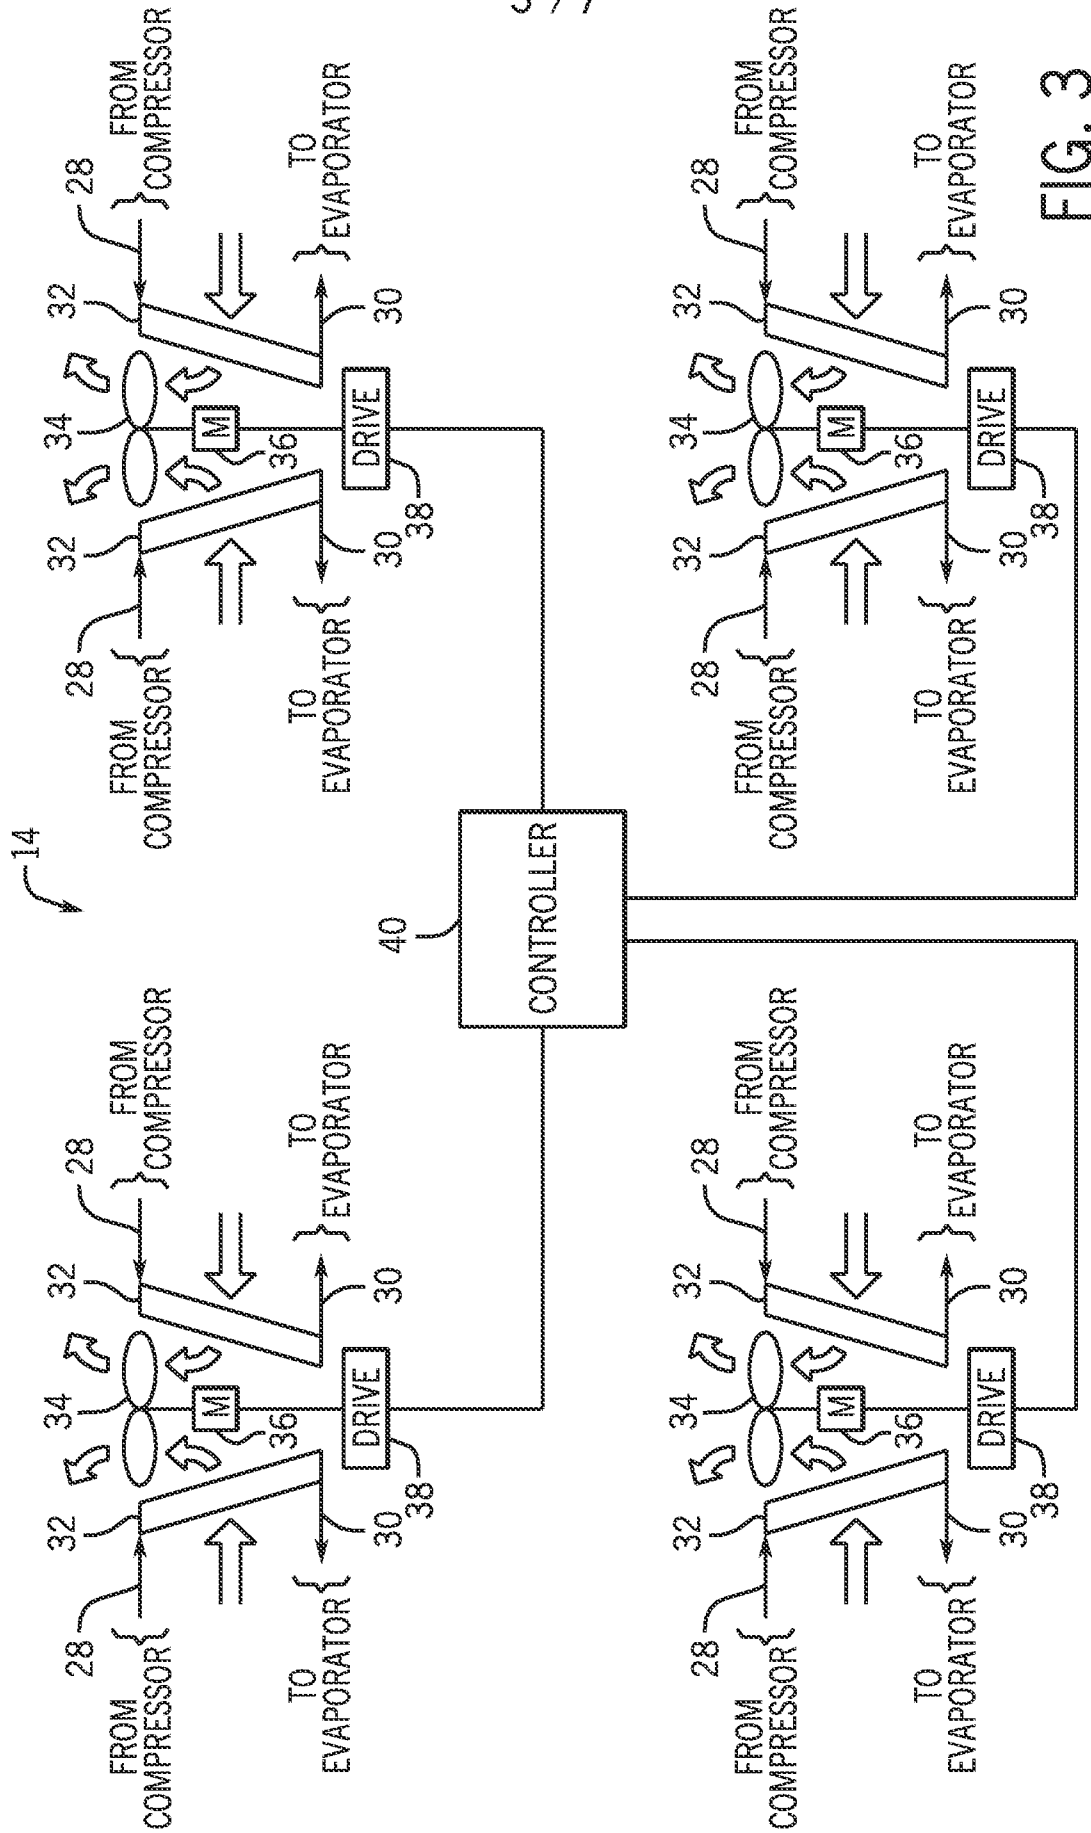 14
34
28
32
32
28
FROM
COMPRESSOR
FROM
COMPRESSOR
M
36
TO
EVAPORATOR
TO
EVAPORATOR
30
DRIVE
30
38
34
28
32
32
28
FROM
COMPRESSOR
FROM
COMPRESSOR
M
36
TO
EVAPORATOR
TO
EVAPORATOR
30
DRIVE
30
38
40
CONTROLLER
34
28
32
32
28
FROM
COMPRESSOR
FROM
COMPRESSOR
M
36
TO
EVAPORATOR
TO
EVAPORATOR
30
DRIVE
30
38
34
28
32
32
28
FROM
COMPRESSOR
FROM
COMPRESSOR
M
36
TO
EVAPORATOR
TO
EVAPORATOR
30
DRIVE
30
38
FIG. 3